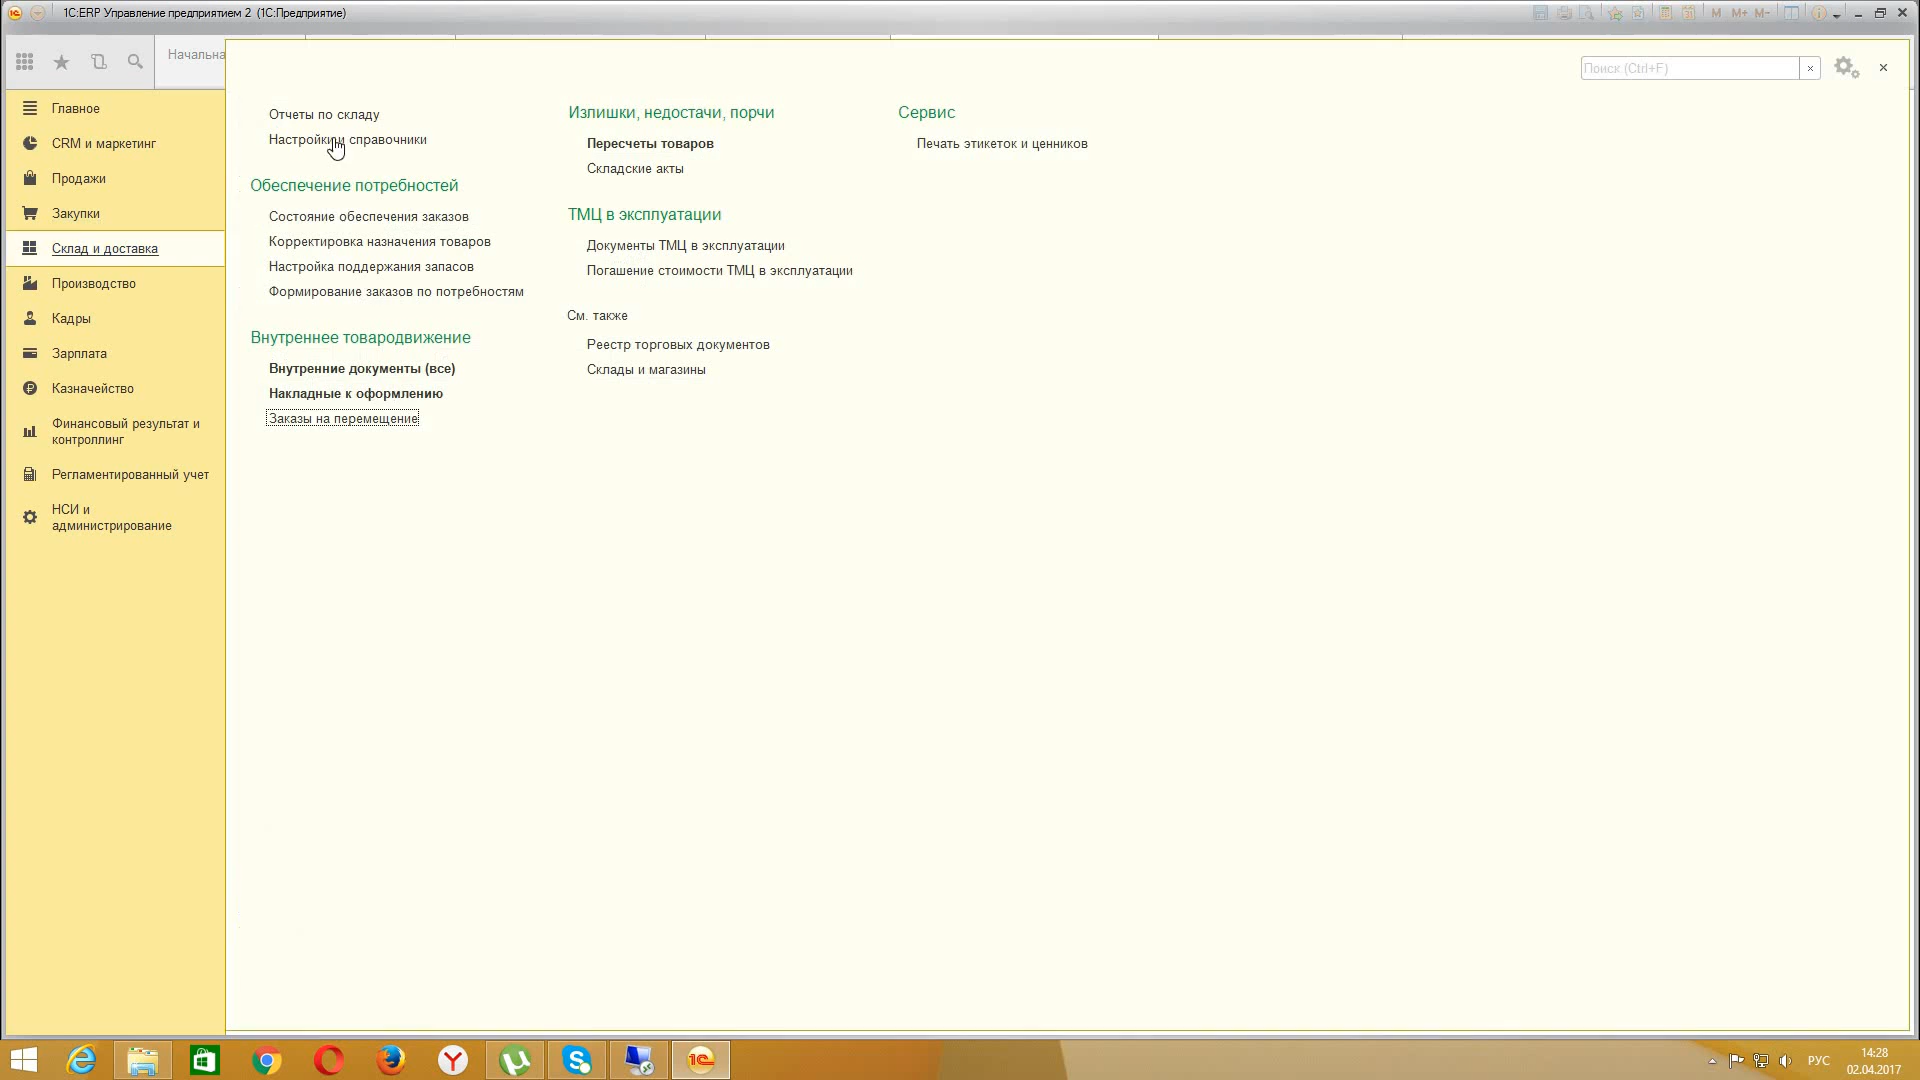 1С:ERP Управление предприятием 2 (1С:Предприятие)
M M+ M-
Начальна
Поиск (Ctrl+F)
Главное
CRM и маркетинг
Продажи
Закупки
Склад и доставка
Производство
Кадры
Зарплата
Казначейство
Финансовый результат и
контроллинг
Регламентированный учет
НСИ и
администрирование
Отчеты по складу
Настройки и справочники
Обеспечение потребностей
Состояние обеспечения заказов
Корректировка назначения товаров
Настройка поддержания запасов
Формирование заказов по потребностям
Внутреннее товародвижение
Внутренние документы (все)
Накладные к оформлению
Заказы на перемещение
Излишки, недостачи, порчи
Пересчеты товаров
Складские акты
ТМЦ в эксплуатации
Документы ТМЦ в эксплуатации
Погашение стоимости ТМЦ в эксплуатации
См. также
Реестр торговых документов
Склады и магазины
Сервис
Печать этикеток и ценников
РУС
14:28
02.04.2017